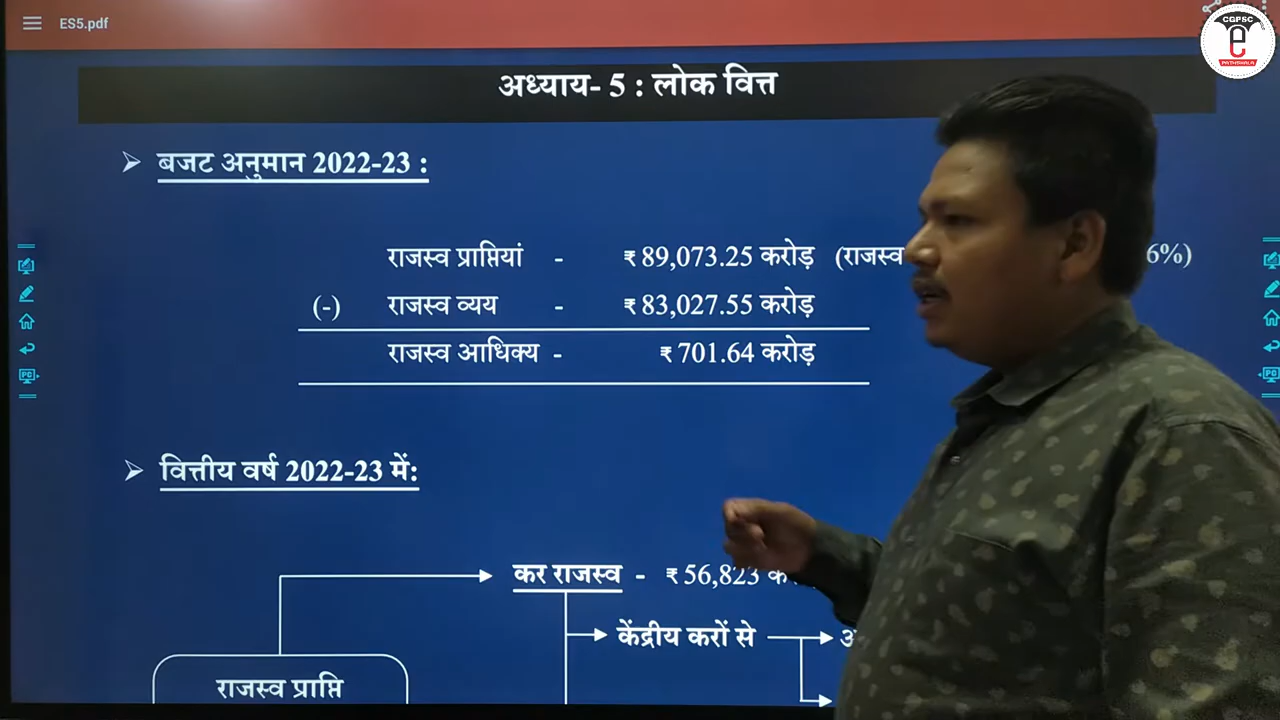 ES5.pdf
CGPSC
e
PATHSHALA
अध्याय- 5 : लोक वित्त
➢ बजट अनुमान 2022-23 :
राजस्व प्राप्तियां - ₹ 89,073.25 करोड़ (राजस्व 6%)
(-) राजस्व व्यय - ₹ 83,027.55 करोड़
राजस्व आधिक्य - ₹ 701.64 करोड़
➢ वित्तीय वर्ष 2022-23 में:
कर राजस्व - ₹ 56,823
केंद्रीय करों से
राजस्व प्राप्ति